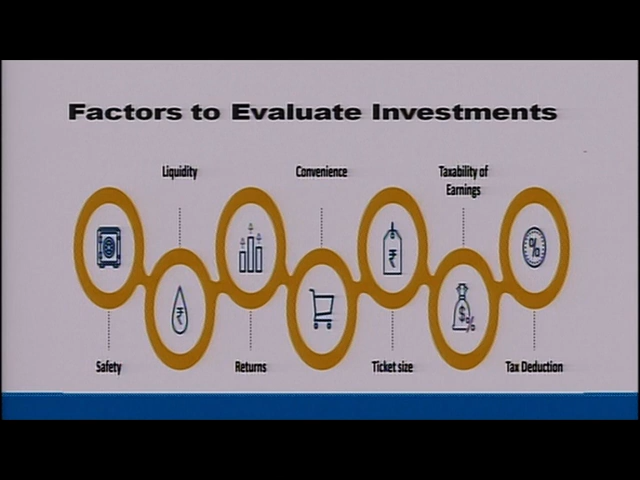 Factors to Evaluate Investments
Liquidity
Convenience
Taxability of
Earnings
₹
₹
%
$
%
Safety
Returns
Ticket size
Tax Deduction